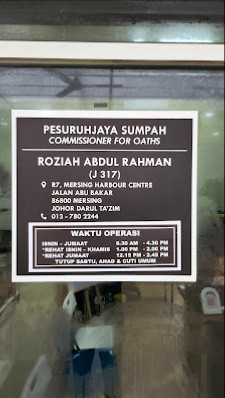 PESURUHJAYA SUMPAH
COMMISSIONER FOR OATHS
ROZIAH ABDUL RAHMAN
(J 317)
R7, MERSING HARBOUR CENTRE
JALAN ABU BAKAR
86800 MERSING
JOHOR DARUL TA'ZIM
013 - 780 2244
WAKTU OPERASI
ISNIN - JUMAAT 8.30 AM - 4.30 PM
*REHAT ISNIN - KHAMIS 1.00 PM - 2.00 PM
*REHAT JUMAAT 12.15 PM - 2.45 PM
TUTUP SABTU, AHAD & CUTI UMUM